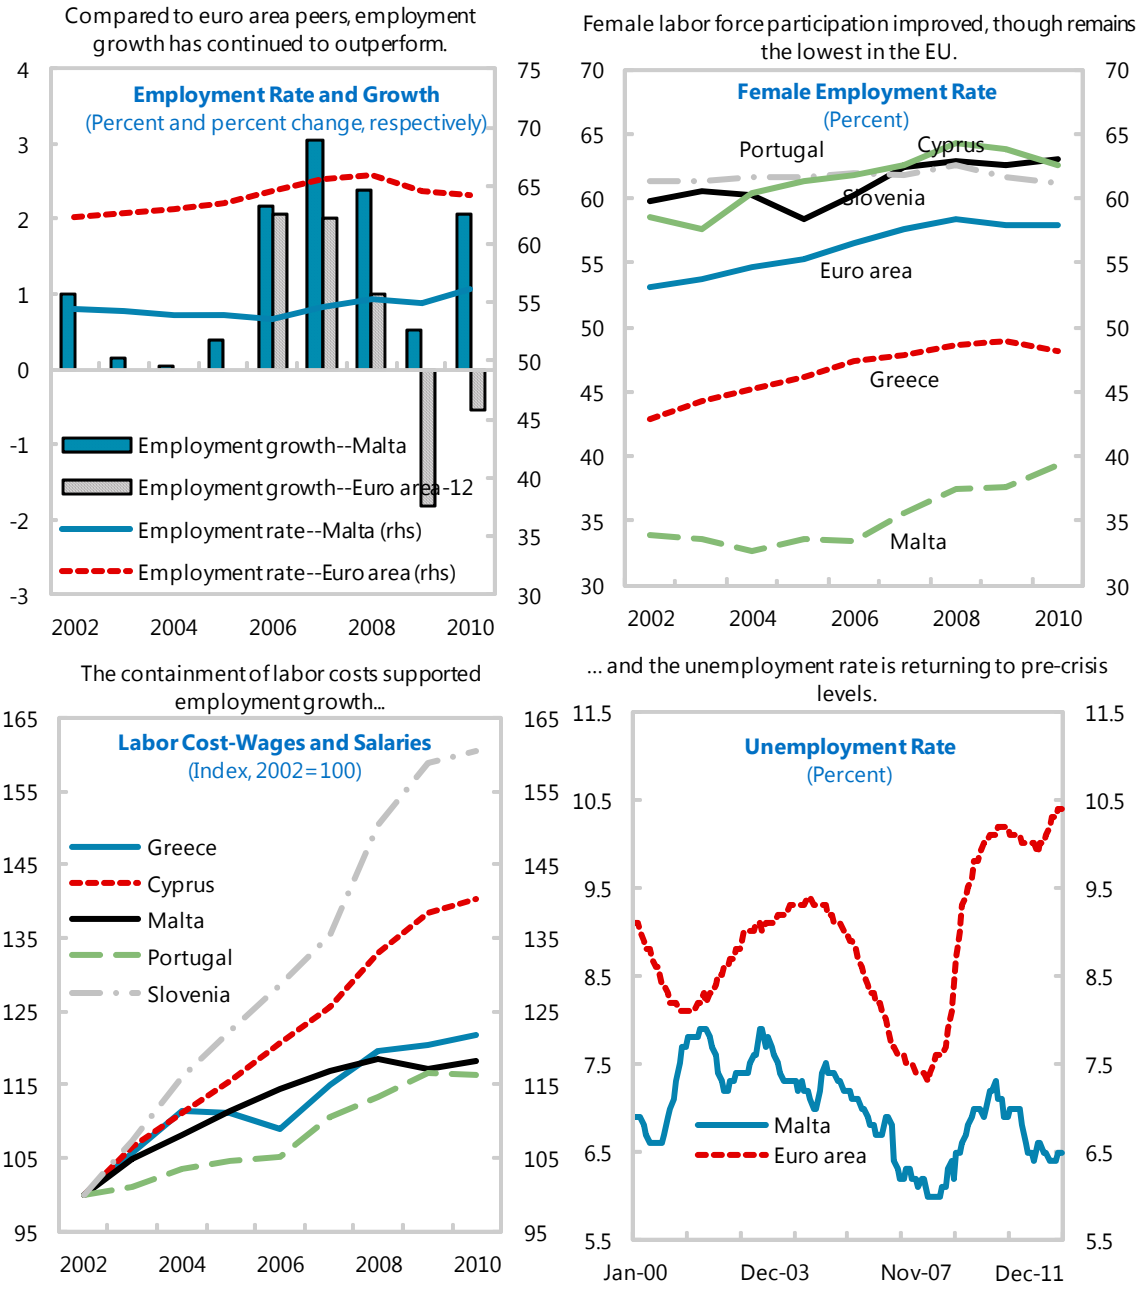 Compared to euro area peers, employment
growth has continued to outperform.
Employment Rate and Growth
(Percent and percent change, respectively)
4
3
2
1
0
-1
-2
-3
75
70
65
60
55
50
45
40
35
30
Employment growth--Malta
Employment growth--Euro area-12
Employment rate--Malta (rhs)
Employment rate--Euro area (rhs)
2002 2004 2006 2008 2010
Female labor force participation improved, though remains
the lowest in the EU.
Female Employment Rate
(Percent)
70
65
60
55
50
45
40
35
30
70
65
60
55
50
45
40
35
30
Portugal
Cyprus
Slovenia
Euro area
Greece
Malta
2002 2004 2006 2008 2010
The containment of labor costs supported
employment growth...
Labor Cost-Wages and Salaries
(Index, 2002=100)
165
155
145
135
125
115
105
95
165
155
145
135
125
115
105
95
Greece
Cyprus
Malta
Portugal
Slovenia
2002 2004 2006 2008 2010
... and the unemployment rate is returning to pre-crisis
levels.
Unemployment Rate
(Percent)
11.5
10.5
9.5
8.5
7.5
6.5
5.5
11.5
10.5
9.5
8.5
7.5
6.5
5.5
Malta
Euro area
Jan-00 Dec-03 Nov-07 Dec-11